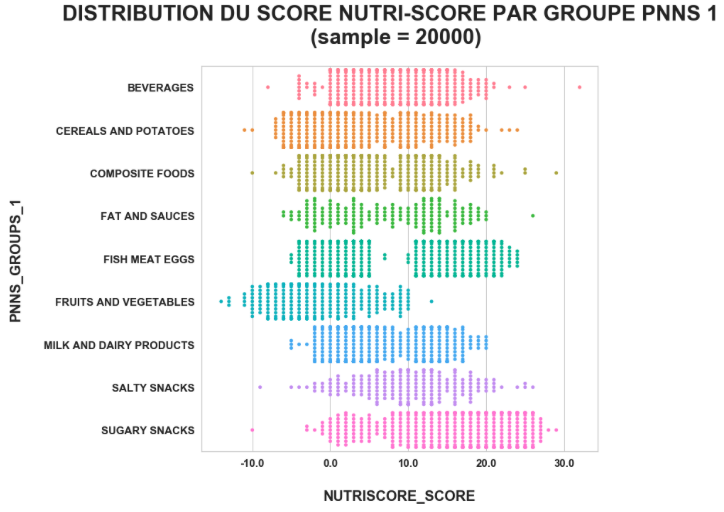 DISTRIBUTION DU SCORE NUTRI-SCORE PAR GROUPE PNNS 1
(sample = 20000)
PNNS_GROUPS_1
BEVERAGES
CEREALS AND POTATOES
COMPOSITE FOODS
FAT AND SAUCES
FISH MEAT EGGS
FRUITS AND VEGETABLES
MILK AND DAIRY PRODUCTS
SALTY SNACKS
SUGARY SNACKS
-10.0 0.0 10.0 20.0 30.0
NUTRISCORE_SCORE